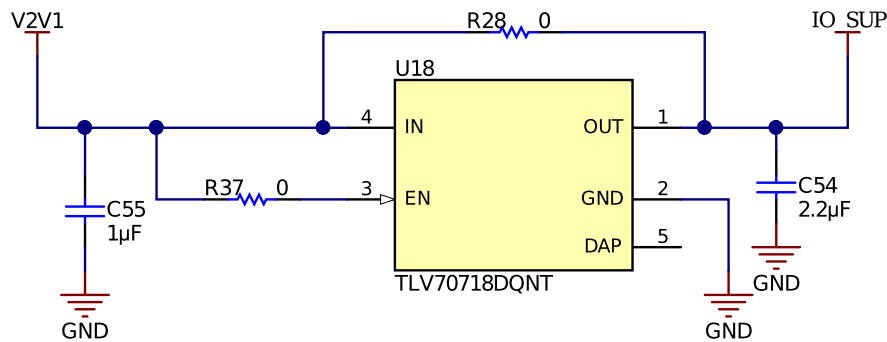 V2V1
R28 0
IO_SUP
U18
4 IN
OUT 1
R37 0
3 EN
GND 2
DAP 5
C55
1µF
C54
2.2µF
TLV70718DQNT
GND
GND
GND